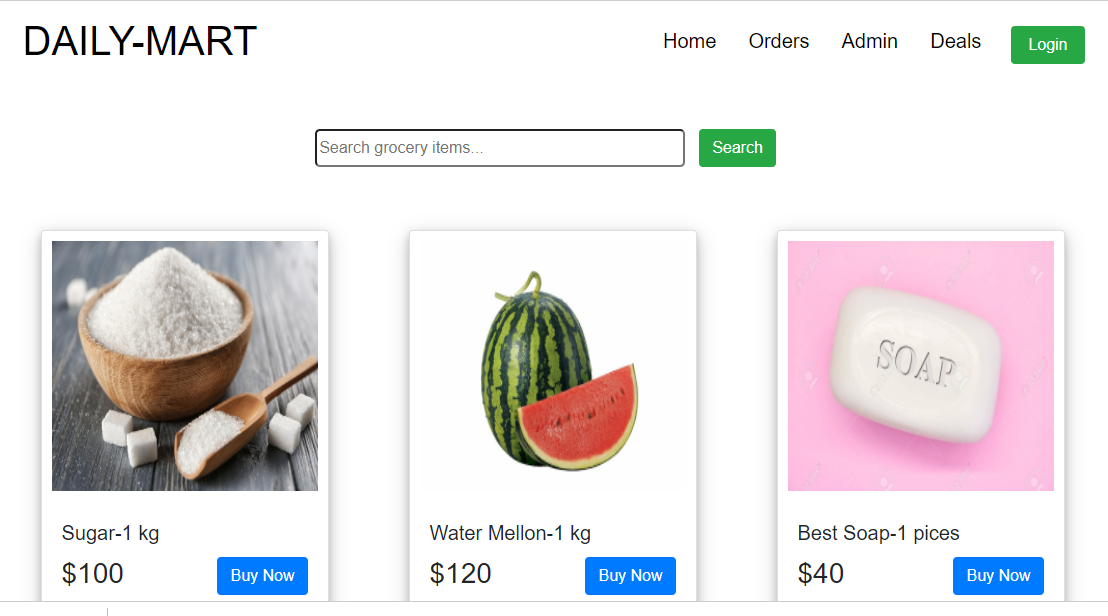 DAILY-MART
Home Orders Admin Deals Login
Search grocery items... Search
SOAP
Sugar-1 kg
$100 Buy Now
Water Mellon-1 kg
$120 Buy Now
Best Soap-1 pices
$40 Buy Now